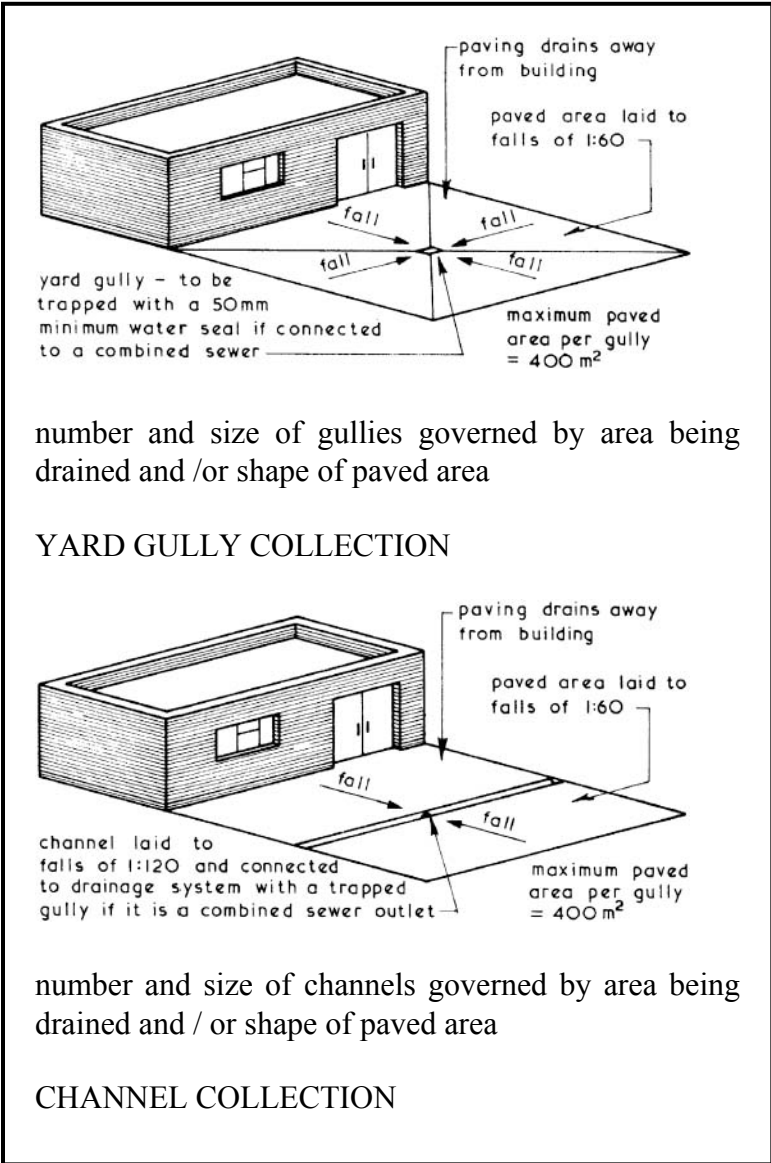 paving drains away
from building
paved area laid to
falls of 1:60
fall
fall
fall
fall
yard gully - to be
trapped with a 50mm
minimum water seal if connected
to a combined sewer
maximum paved
area per gully
= 400 m²
number and size of gullies governed by area being
drained and /or shape of paved area
YARD GULLY COLLECTION
paving drains away
from building
paved area laid to
falls of 1:60
fall
fall
channel laid to
falls of 1:120 and connected
to drainage system with a trapped
gully if it is a combined sewer outlet
maximum paved
area per gully
= 400 m²
number and size of channels governed by area being
drained and / or shape of paved area
CHANNEL COLLECTION